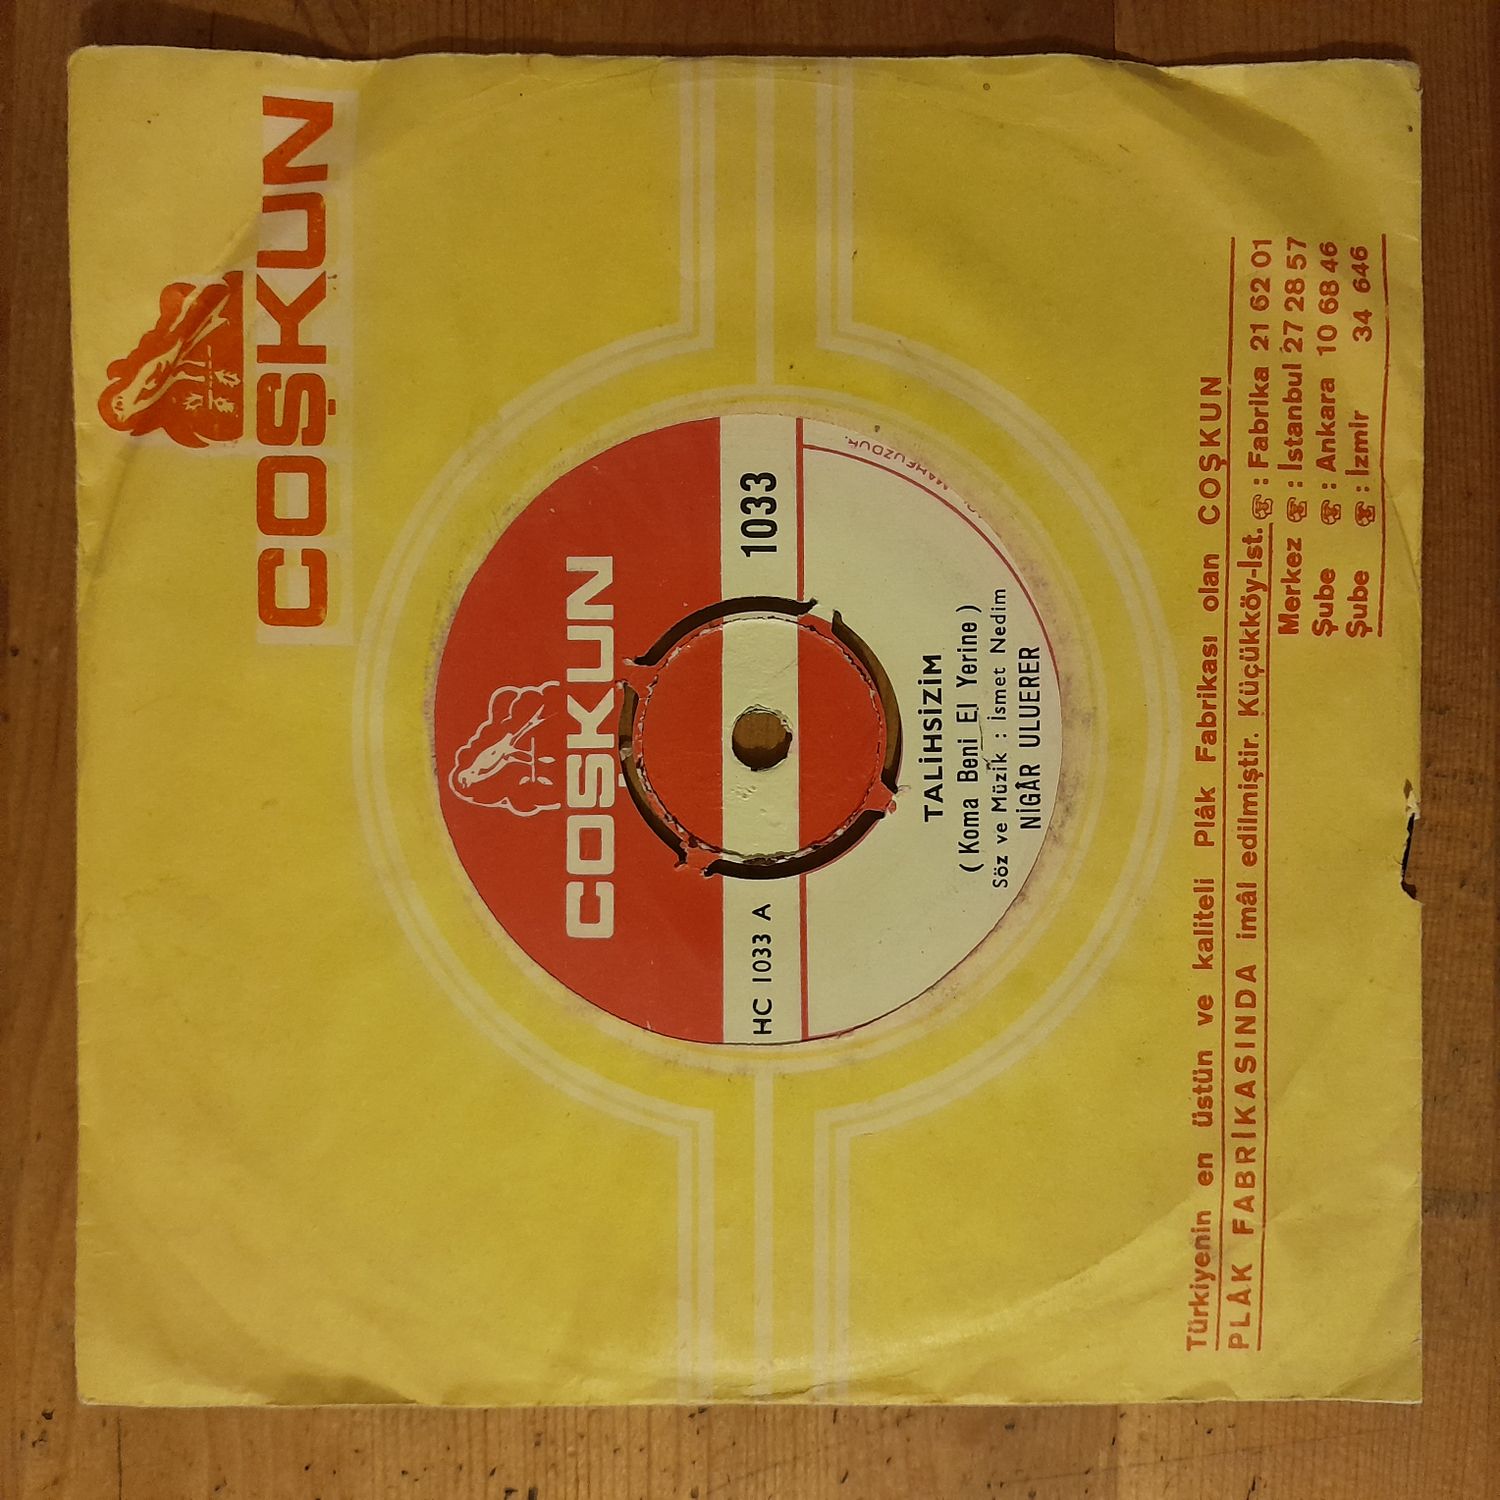 COŞKUN
COŞKUN
1033
HC 1033 A
TALİHSİZİM
( Koma Beni El Yerine )
Söz ve Müzik : İsmet Nedim
NİGÂR ULUERER
MAHFUZDUR.
Türkiyenin en üstün ve kaliteli Plâk Fabrikası olan COŞKUN
PLÂK FABRİKASINDA imâl edilmiştir. Küçükköy-İst. ☎ : Fabrika 21 62 01
Merkez ☎ : İstanbul 27 28 57
Şube ☎ : Ankara 10 68 46
Şube ☎ : İzmir 34 646